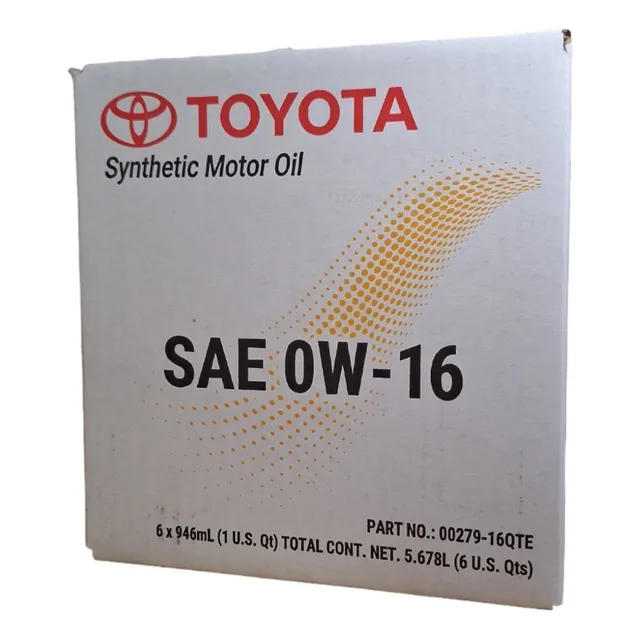 TOYOTA
Synthetic Motor Oil
SAE 0W-16
PART NO.: 00279-16QTE
6 x 946mL (1 U.S. Qt) TOTAL CONT. NET. 5.678L (6 U.S. Qts)